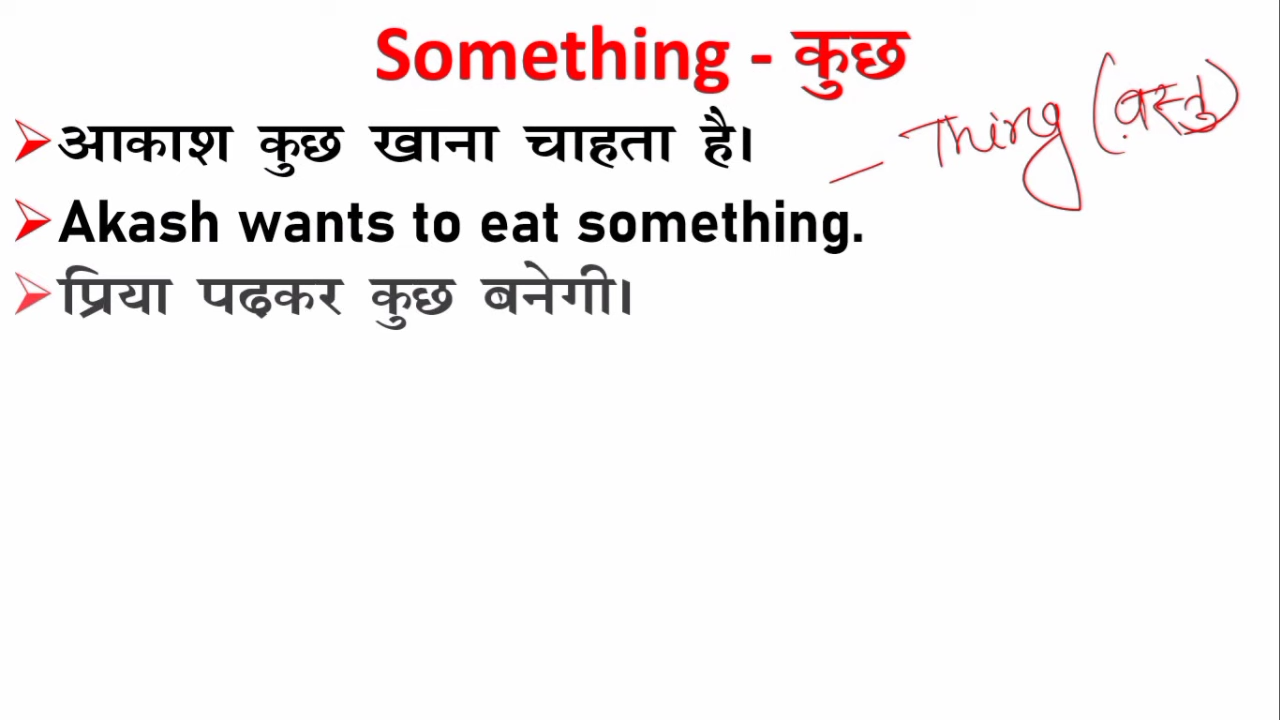 Something - कुछ
- Thing (वस्तु)
आकाश कुछ खाना चाहता है।
Akash wants to eat something.
प्रिया पढ़कर कुछ बनेगी।